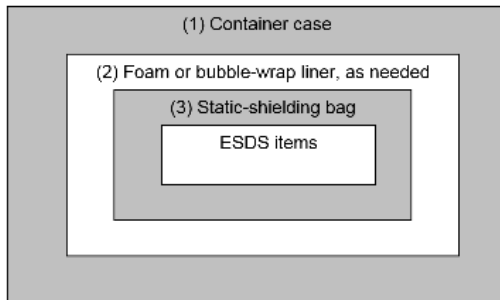 (1) Container case
(2) Foam or bubble-wrap liner, as needed
(3) Static-shielding bag
ESDS items